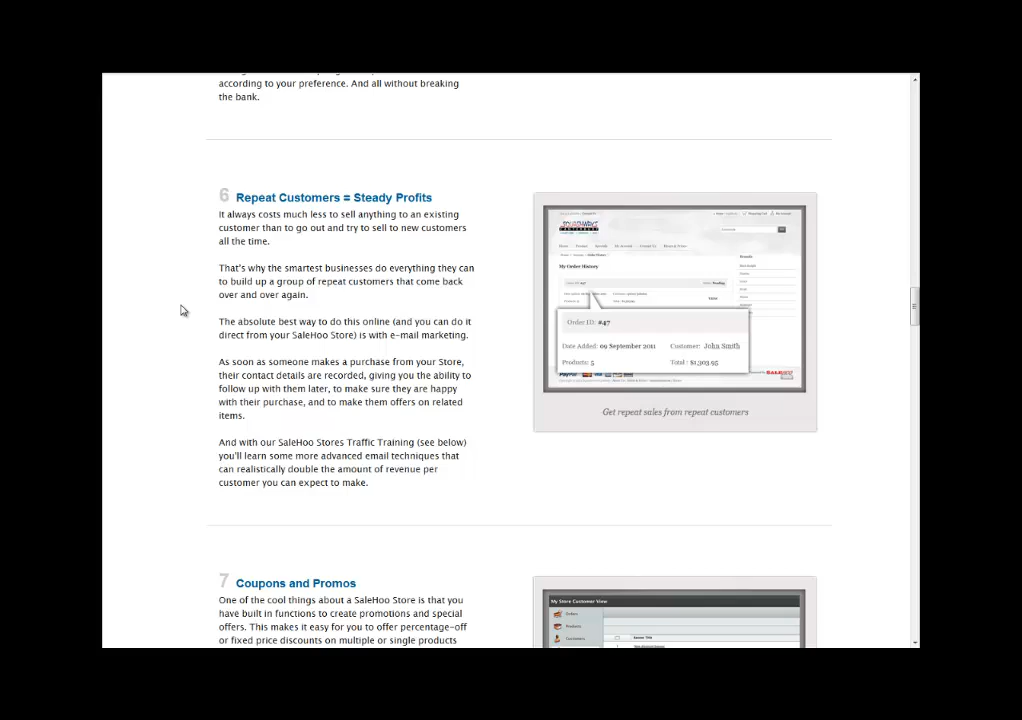 according to your preference. And all without breaking
the bank.
6 Repeat Customers = Steady Profits
It always costs much less to sell anything to an existing
customer than to go out and try to sell to new customers
all the time.
That's why the smartest businesses do everything they can
to build up a group of repeat customers that come back
over and over again.
The absolute best way to do this online (and you can do it
direct from your SaleHoo Store) is with e-mail marketing.
As soon as someone makes a purchase from your Store,
their contact details are recorded, giving you the ability to
follow up with them later, to make sure they are happy
with their purchase, and to make them offers on related
items.
And with our SaleHoo Stores Traffic Training (see below)
you'll learn some more advanced email techniques that
can realistically double the amount of revenue per
customer you can expect to make.
My Order History
Order ID: #47
Date Added: 09 September 2011 Customer: John Smith
Products: 5 Total : $1,303.95
PayPal
Get repeat sales from repeat customers
7 Coupons and Promos
One of the cool things about a SaleHoo Store is that you
have built in functions to create promotions and special
offers. This makes it easy for you to offer percentage-off
or fixed price discounts on multiple or single products
My Store Customer View
Orders
Products
Customers